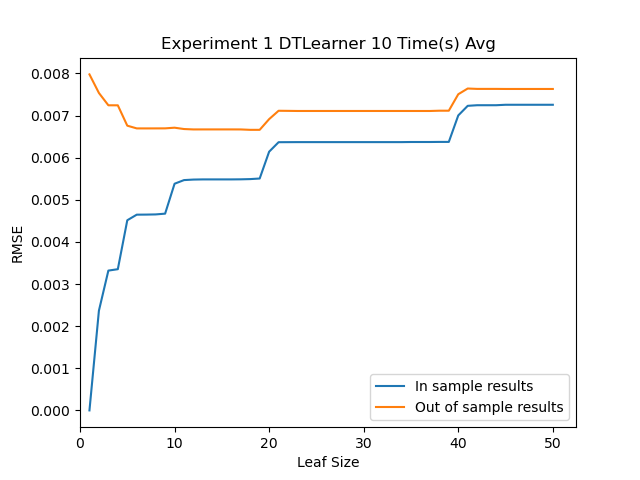 Experiment 1 DTLearner 10 Time(s) Avg
0.008
0.007
0.006
0.005
0.004
0.003
0.002
0.001
0.000
RMSE
0 10 20 30 40 50
Leaf Size
In sample results
Out of sample results